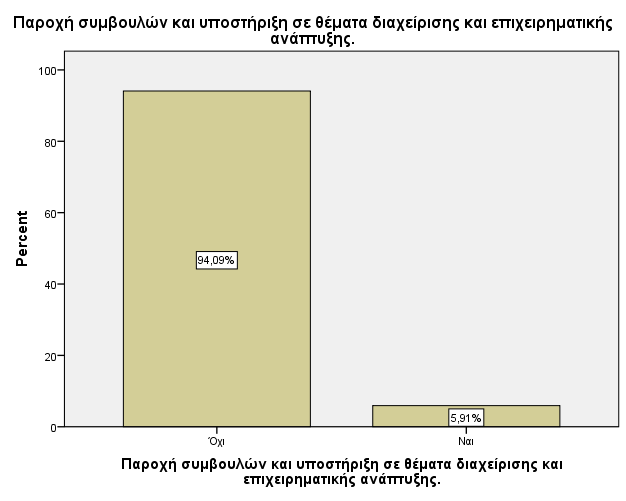 Παροχή συμβουλών και υποστήριξη σε θέματα διαχείρισης και επιχειρηματικής
ανάπτυξης.
100
80
60
40
20
0
Percent
94,09%
5,91%
Όχι
Ναι
Παροχή συμβουλών και υποστήριξη σε θέματα διαχείρισης και
επιχειρηματικής ανάπτυξης.